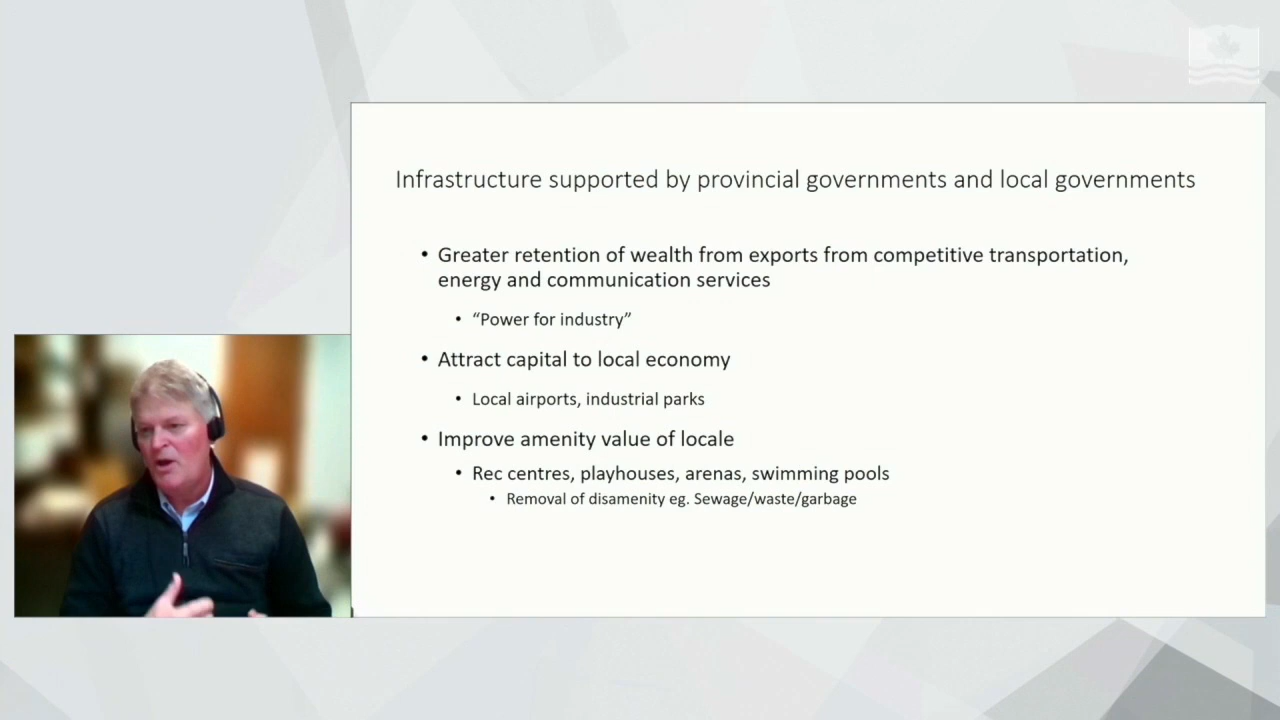 Infrastructure supported by provincial governments and local governments
• Greater retention of wealth from exports from competitive transportation,
energy and communication services
• “Power for industry”
• Attract capital to local economy
• Local airports, industrial parks
• Improve amenity value of locale
• Rec centres, playhouses, arenas, swimming pools
• Removal of disamenity eg. Sewage/waste/garbage